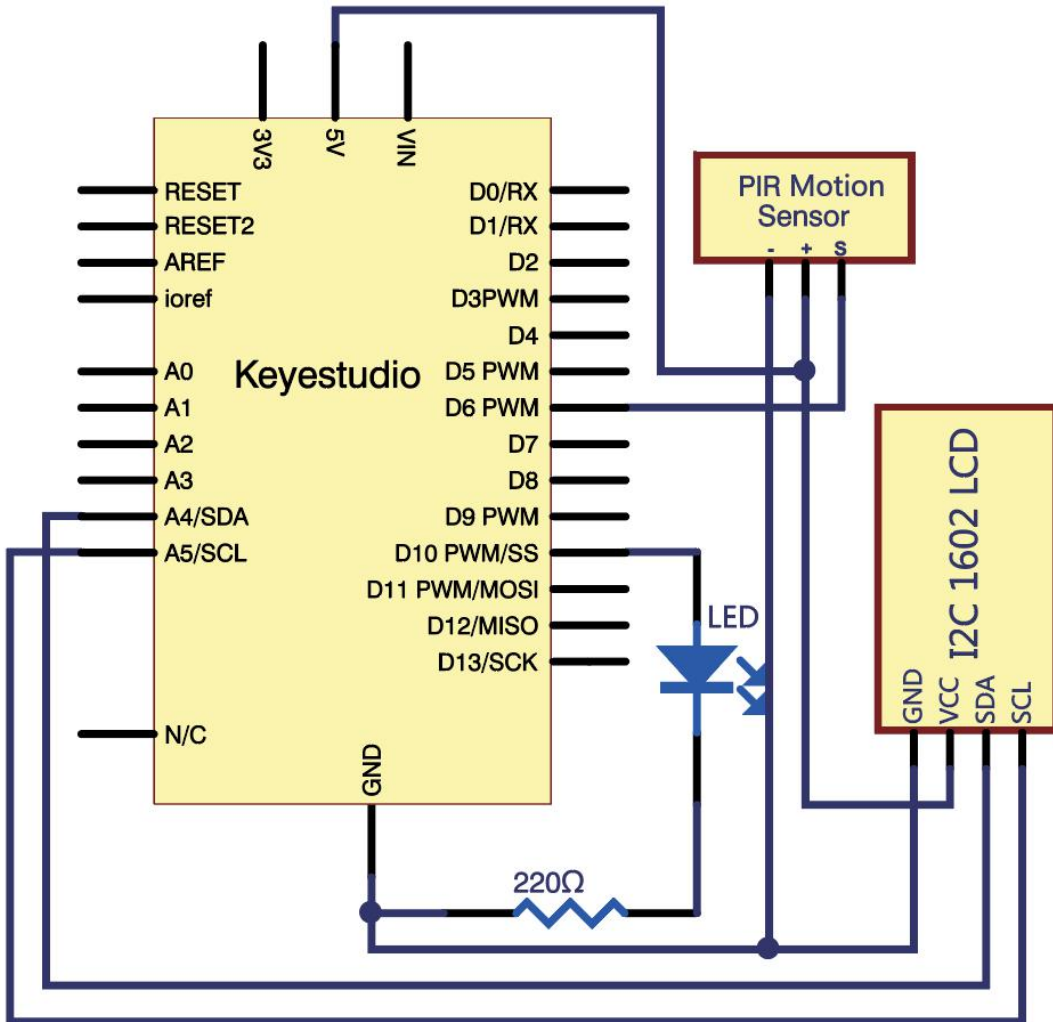 3V3
5V
VIN
RESET
RESET2
AREF
ioref
A0
A1
A2
A3
A4/SDA
A5/SCL
N/C
Keyestudio
D0/RX
D1/RX
D2
D3PWM
D4
D5 PWM
D6 PWM
D7
D8
D9 PWM
D10 PWM/SS
D11 PWM/MOSI
D12/MISO
D13/SCK
GND
PIR Motion
Sensor
- + S
LED
220Ω
I2C 1602 LCD
GND
VCC
SDA
SCL